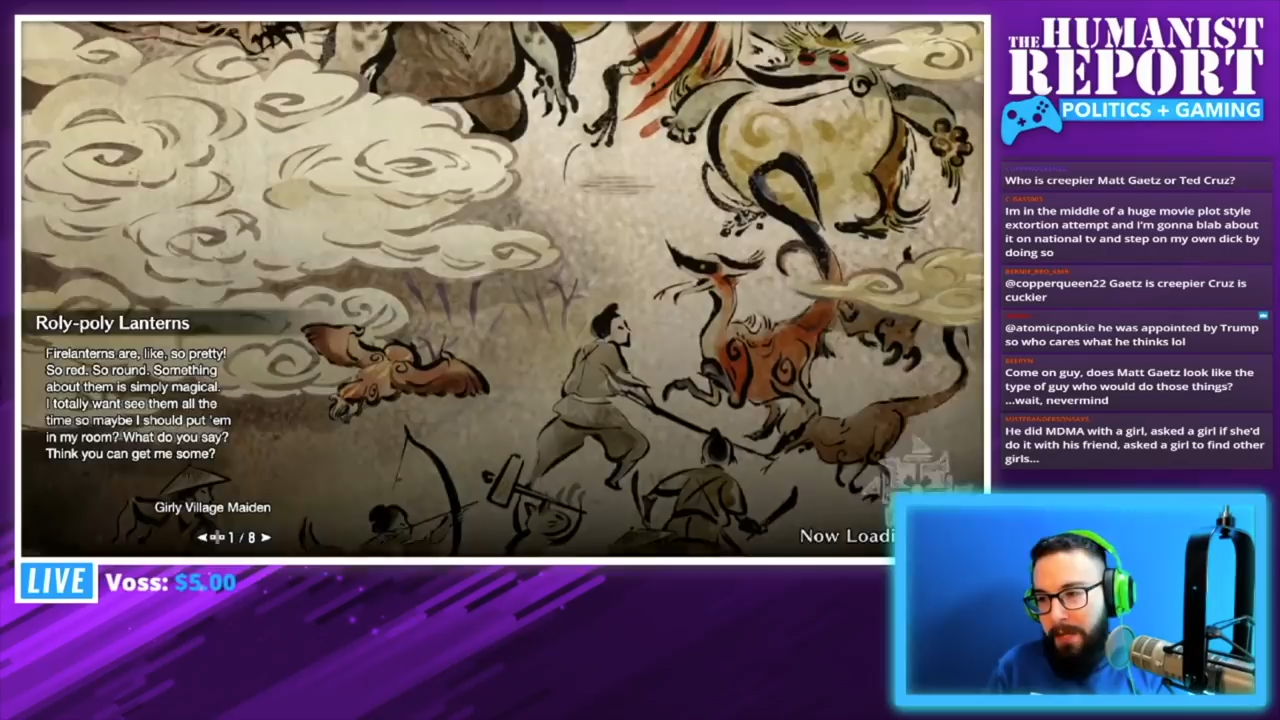 THE HUMANIST
REPORT
POLITICS + GAMING
Who is creepier Matt Gaetz or Ted Cruz?
Im in the middle of a huge movie plot style
extortion attempt and I'm gonna blab about
it on national tv and step on my own dick by
doing so
BERNIE_BRO_AMR
@copperqueen22 Gaetz is creepier Cruz is
cuckier
@atomicponkie he was appointed by Trump
so who cares what he thinks lol
Come on guy, does Matt Gaetz look like the
type of guy who would do those things?
...wait, nevermind
He did MDMA with a girl, asked a girl if she'd
do it with his friend, asked a girl to find other
girls...
Roly-poly Lanterns
Firelanterns are, like, so pretty!
So red. So round. Something
about them is simply magical.
I totally want see them all the
time so maybe I should put 'em
in my room? What do you say?
Think you can get me some?
Girly Village Maiden
1 / 8
Now Loadi
LIVE Voss: $5.00